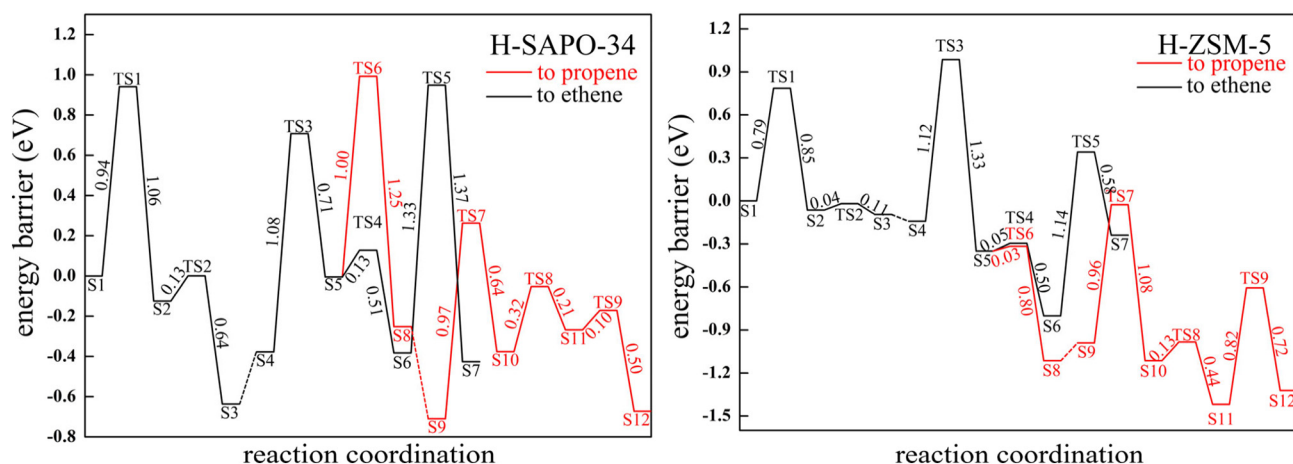 H-SAPO-34
to propene
to ethene
energy barrier (eV)
1.2
1.0
0.8
0.6
0.4
0.2
0.0
-0.2
-0.4
-0.6
-0.8
S1
0.94
TS1
1.06
S2
0.13
TS2
0.64
S3
S4
1.08
TS3
0.71
S5
0.13
TS4
0.51
S6
1.33
TS5
1.37
S7
1.00
TS6
1.25
S8
S9
0.97
TS7
0.64
S10
0.32
TS8
0.21
S11
0.10
TS9
0.50
S12
reaction coordination
H-ZSM-5
to propene
to ethene
energy barrier (eV)
1.2
0.9
0.6
0.3
0.0
-0.3
-0.6
-0.9
-1.2
-1.5
S1
0.79
TS1
0.85
S2
0.04
TS2
0.11
S3
S4
1.12
TS3
1.33
S5
0.05
TS4
0.50
S6
1.14
TS5
0.58
S7
0.03
TS6
0.80
S8
S9
0.96
TS7
1.08
S10
0.13
TS8
0.44
S11
0.82
TS9
0.72
S12
reaction coordination